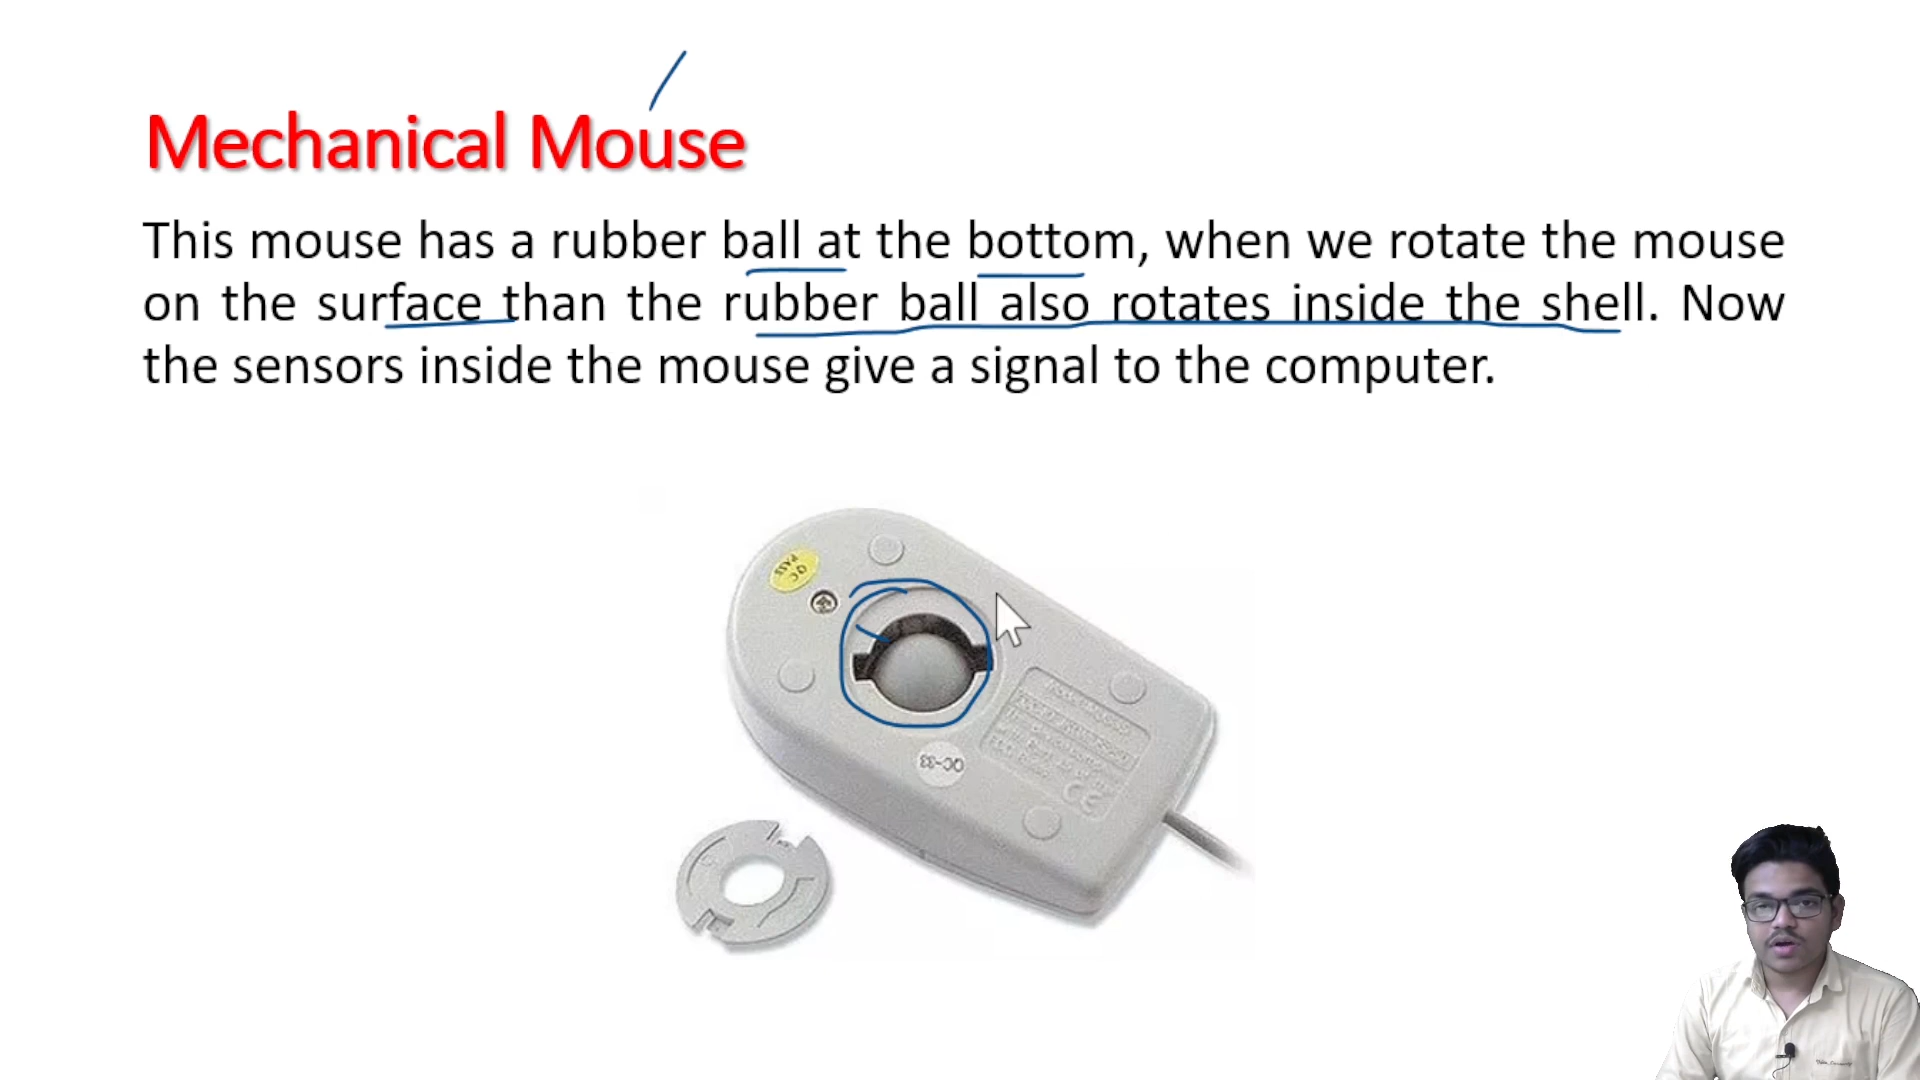 Mechanical Mouse
This mouse has a rubber ball at the bottom, when we rotate the mouse
on the surface than the rubber ball also rotates inside the shell. Now
the sensors inside the mouse give a signal to the computer.
QC
PASS
QC-33
CE